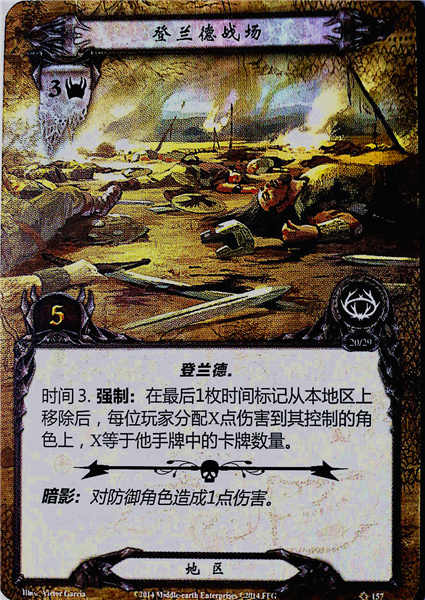 登兰德战场
3
5
20/29
登兰德.
时间 3. 强制：在最后1枚时间标记从本地区上
移除后，每位玩家分配X点伤害到其控制的角
色上，X等于他手牌中的卡牌数量。
暗影：对防御角色造成1点伤害。
地区
Illus. Victor Garcia
©2014 Middle-earth Enterprises ©2014 FFG
157